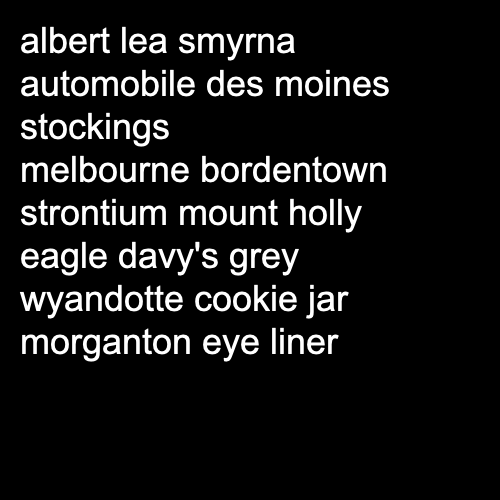 albert lea smyrna
automobile des moines
stockings
melbourne bordentown
strontium mount holly
eagle davy's grey
wyandotte cookie jar
morganton eye liner